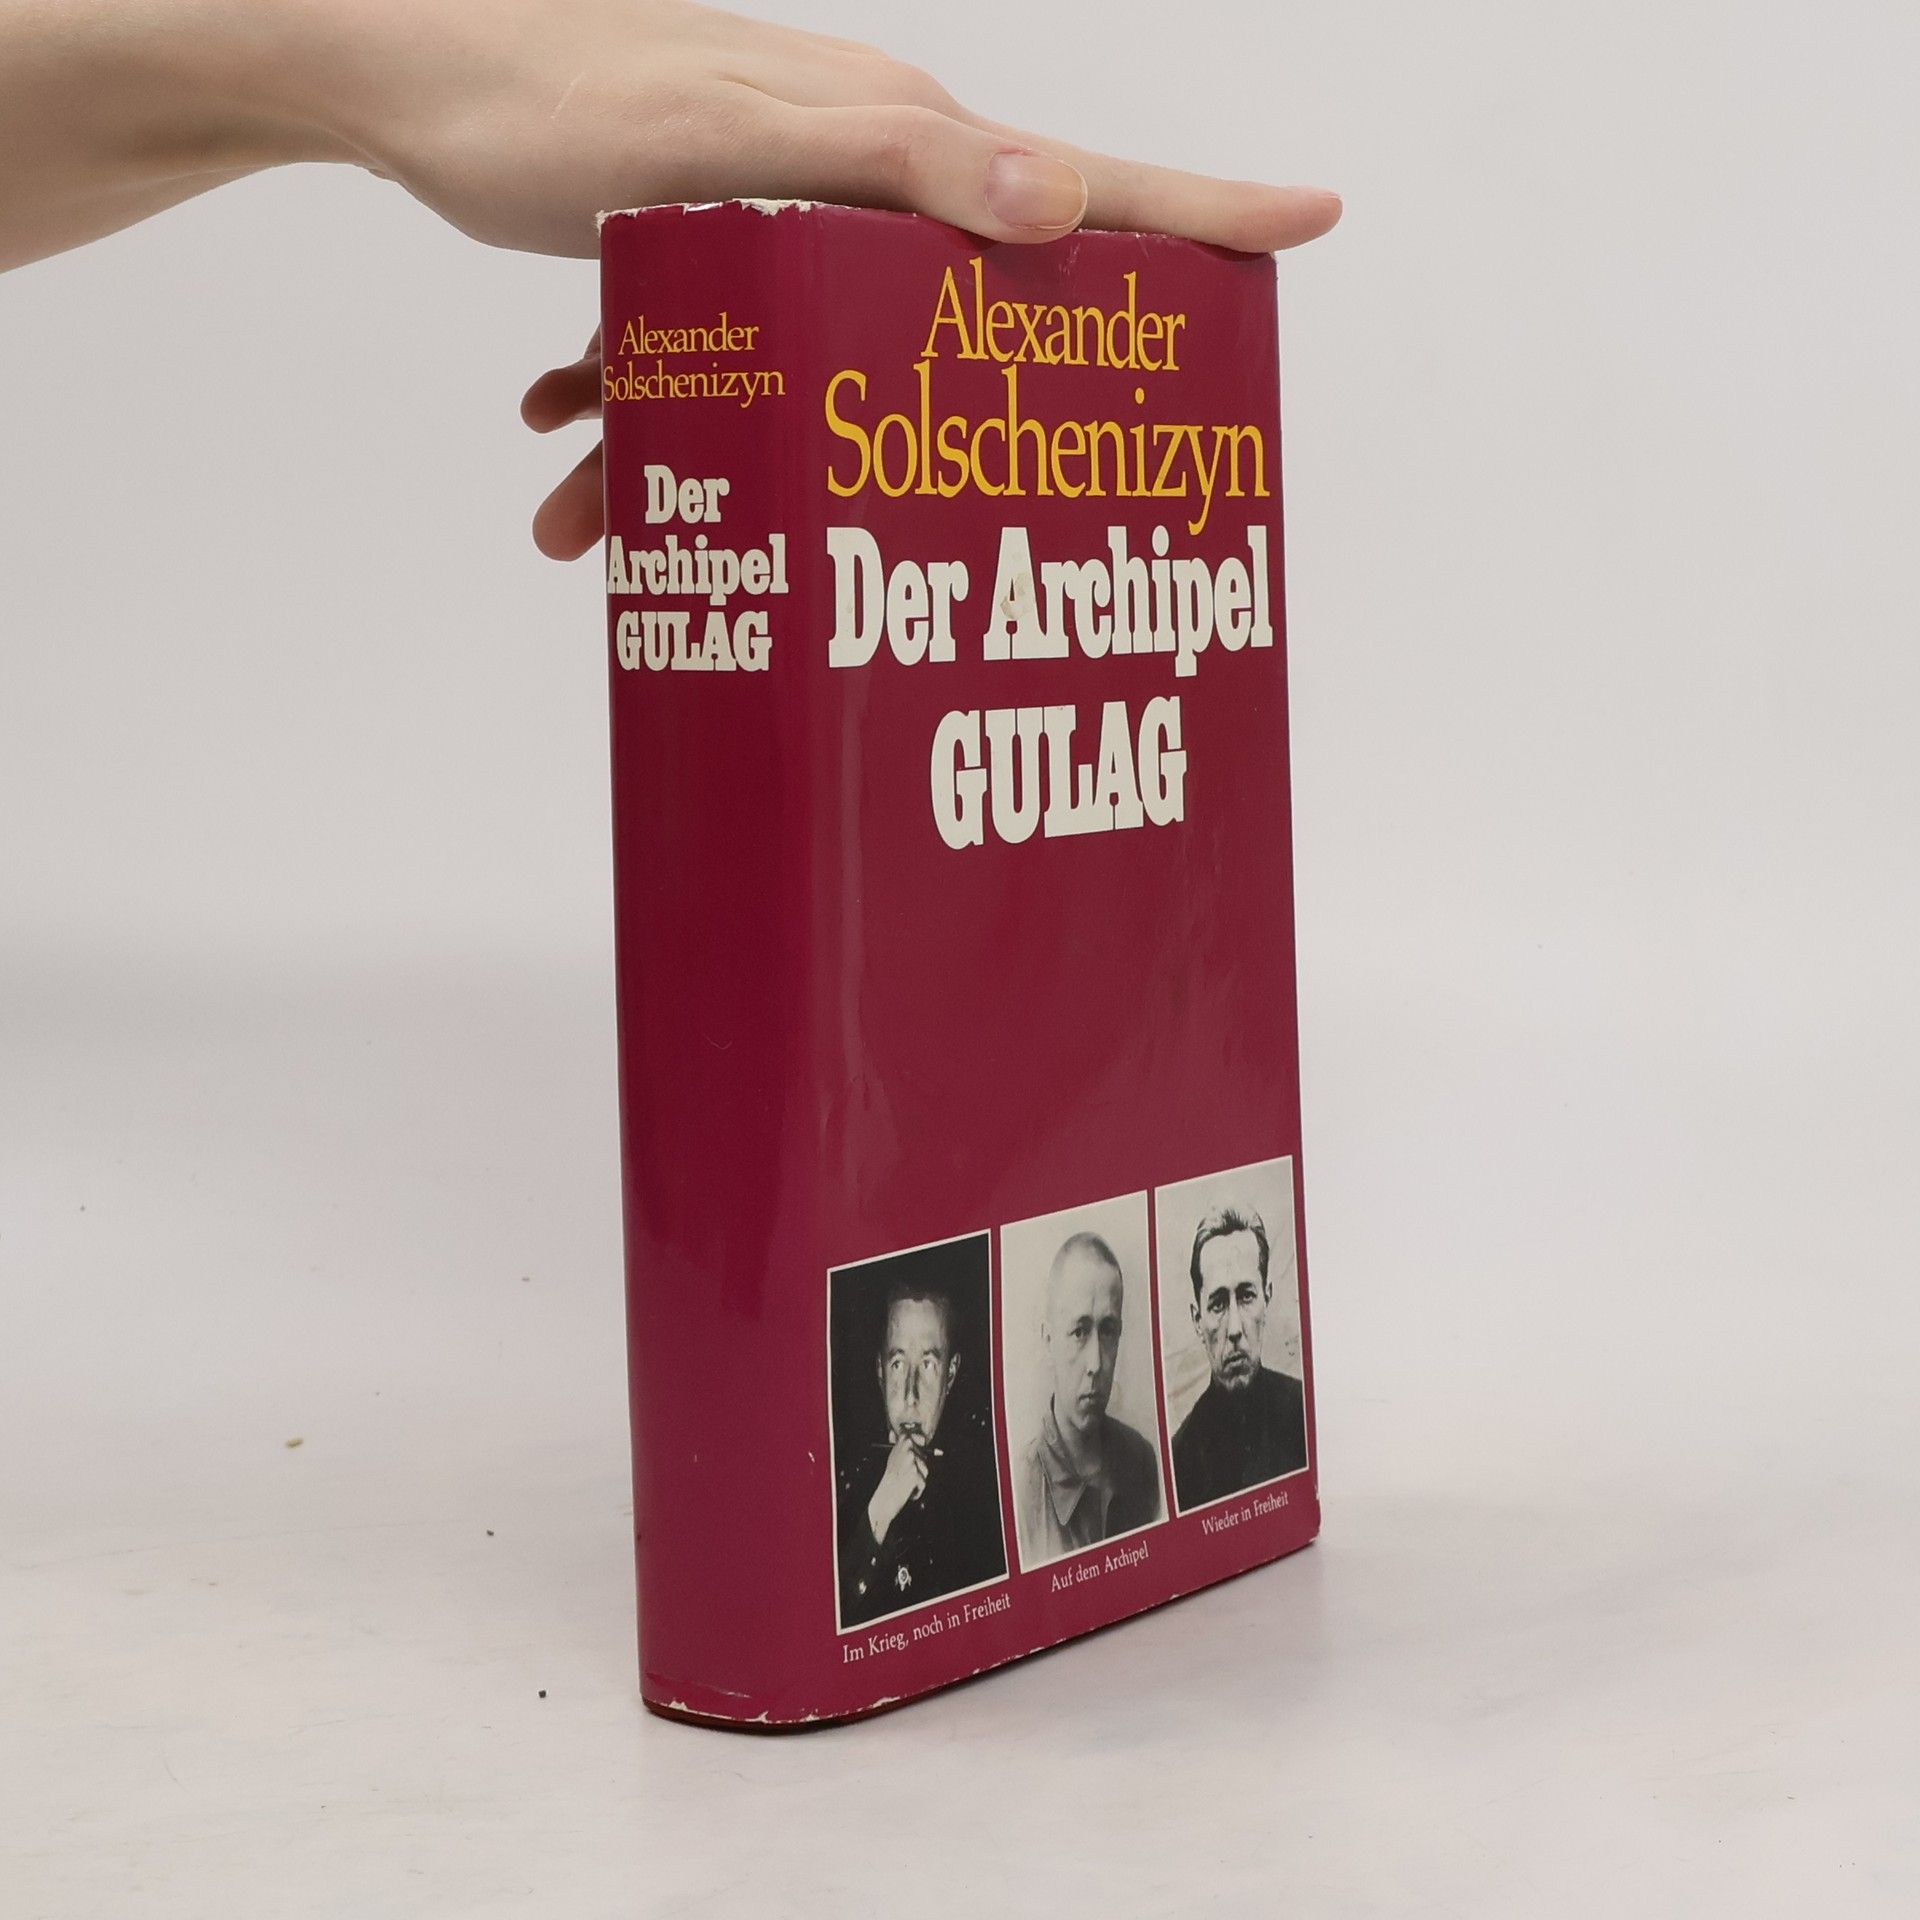 Alexander
Solschenizyn
Der
Archipel
GULAG
Alexander
Solschenizyn
Der Archipel
GULAG
Im Krieg, noch in Freiheit
Auf dem Archipel
Wieder in Freiheit